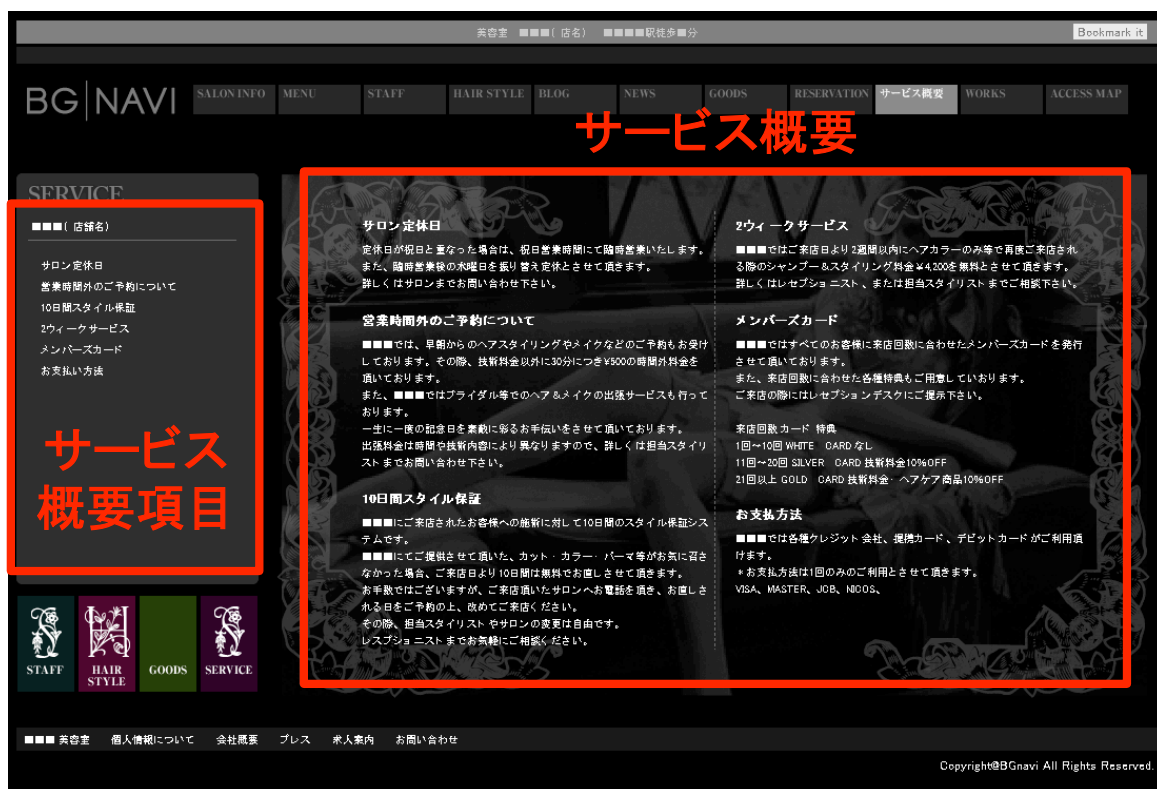 美容室 ■■■( 店名) ■■■■駅徒歩■分
Bookmark it
BG NAVI
SALON INFO MENU STAFF HAIR STYLE BLOG NEWS GOODS RESERVATION サービス概要 WORKS ACCESS MAP
サービス概要
SERVICE
■■■( 店舗名)
サロン定休日
営業時間外のご予約について
10日間スタイル保証
2ウィークサービス
メンバーズカード
お支払い方法
サービス
概要項目
STAFF
HAIR
STYLE
GOODS
SERVICE
サロン定休日
定休日が祝日と重なった場合は、祝日営業時間にて臨時営業いたします。
また、臨時営業後の水曜日を振り替え定休とさせて頂きます。
詳しくはサロンまでお問い合わせ下さい。
営業時間外のご予約について
■■■では、早朝からのヘアスタイリングやメイクなどのご予約もお受け
しております。その際、技術料金以外に30分につき¥500の時間外料金を
頂いております。
また、■■■ではブライダル等でのヘア&メイクの出張サービスも行って
おります。
一生に一度の記念日を素敵に彩るお手伝いをさせて頂いております。
出張料金は時間や技術内容により異なりますので、詳しくは担当スタイリ
ストまでお問い合わせ下さい。
10日間スタイル保証
■■■にご来店されたお客様への施術に対して10日間のスタイル保証シス
テムです。
■■■にてご提供させて頂いた、カット・カラー・パーマ等がお気に召さ
なかった場合、ご来店日より10日間は無料でお直しさせて頂きます。
お手数ではございますが、ご来店頂いたサロンへお電話を頂き、お直しさ
れる日をご予約の上、改めてご来店ください。
その際、担当スタイリストやサロンの変更は自由です。
レスプショニストまでお気軽にご相談ください。
2ウィークサービス
■■■ではご来店日より2週間以内にヘアカラーのみ等で再度ご来店され
る際のシャンプー&スタイリング料金¥4,200を無料とさせて頂きます。
詳しくはレセプショニスト、または担当スタイリストまでご相談下さい。
メンバーズカード
■■■ではすべてのお客様に来店回数に合わせたメンバーズカードを発行
させて頂いております。
また、来店回数に合わせた各種特典もご用意していおります。
ご来店の際にはレセプションデスクにご提示下さい。
来店回数 カード 特典
1回〜10回 WHITE CARD なし
11回〜20回 SILVER CARD 技術料金10%OFF
21回以上 GOLD CARD 技術料金・ヘアケア商品10%OFF
お支払方法
■■■では各種クレジット会社、提携カード、デビットカードがご利用頂
けます。
*お支払方法は1回のみのご利用とさせて頂きます。
VISA、MASTER、JOB、NICOS、
■■■ 美容室 個人情報について 会社概要 プレス 求人案内 お問い合わせ
Copyright@BGnavi All Rights Reserved.